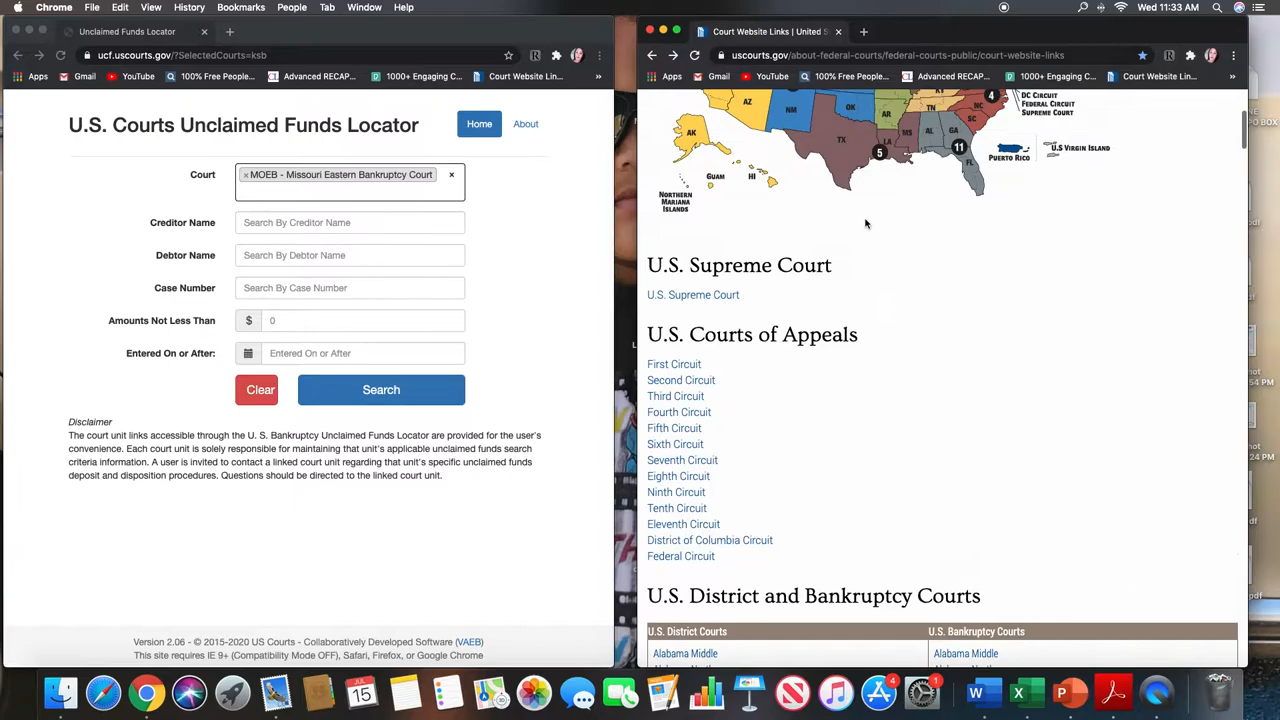 Chrome File Edit View History Bookmarks People Tab Window Help
Wed 11:33 AM
Unclaimed Funds Locator
ucf.uscourts.gov/?SelectedCourts=ksb
Apps Gmail YouTube 100% Free People... Advanced RECAP... 1000+ Engaging C... Court Website Lin... »
U.S. Courts Unclaimed Funds Locator
Home
About
Court
× MOEB - Missouri Eastern Bankruptcy Court ×
Creditor Name
Search By Creditor Name
Debtor Name
Search By Debtor Name
Case Number
Search By Case Number
Amounts Not Less Than
$ 0
Entered On or After:
Entered On or After
Clear
Search
Disclaimer
The court unit links accessible through the U. S. Bankruptcy Unclaimed Funds Locator are provided for the user's
convenience. Each court unit is solely responsible for maintaining that unit's applicable unclaimed funds search
criteria information. A user is invited to contact a linked court unit regarding that unit's specific unclaimed funds
deposit and disposition procedures. Questions should be directed to the linked court unit.
Version 2.06 - © 2015-2020 US Courts - Collaboratively Developed Software (VAEB)
This site requires IE 9+ (Compatibility Mode OFF), Safari, Firefox, or Google Chrome
Court Website Links | United S
uscourts.gov/about-federal-courts/federal-courts-public/court-website-links
Apps Gmail YouTube 100% Free People... Advanced RECAP... 1000+ Engaging C... Court Website Lin... »
AZ
NM
OK
AR
TN
NC
SC
4
TX
LA
MS
AL
GA
FL
5
11
AK
HI
GUAM
NORTHERN
MARIANA
ISLANDS
DC CIRCUIT
FEDERAL CIRCUIT
SUPREME COURT
PUERTO RICO
U.S VIRGIN ISLAND
U.S. Supreme Court
U.S. Supreme Court
U.S. Courts of Appeals
First Circuit
Second Circuit
Third Circuit
Fourth Circuit
Fifth Circuit
Sixth Circuit
Seventh Circuit
Eighth Circuit
Ninth Circuit
Tenth Circuit
Eleventh Circuit
District of Columbia Circuit
Federal Circuit
U.S. District and Bankruptcy Courts
U.S. District Courts
U.S. Bankruptcy Courts
Alabama Middle
Alabama Middle
JUL
15
4
1